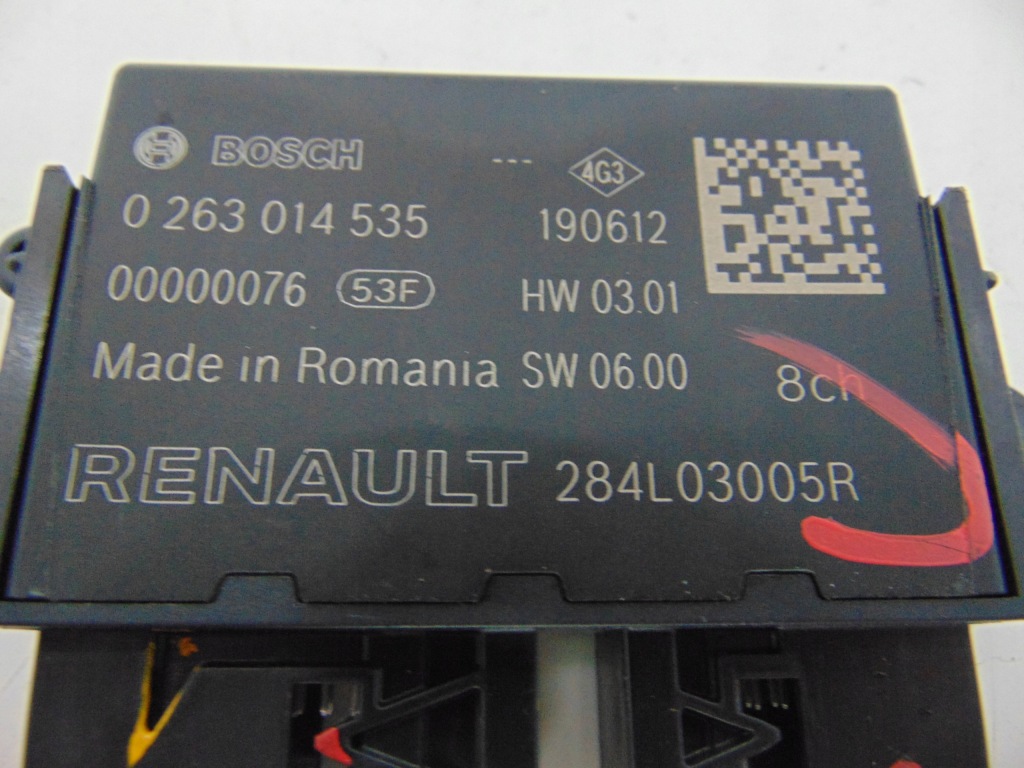 BOSCH --- 4G3
0 263 014 535 190612
00000076 53F HW 03.01
Made in Romania SW 06.00 8ch
RENAULT 284L03005R